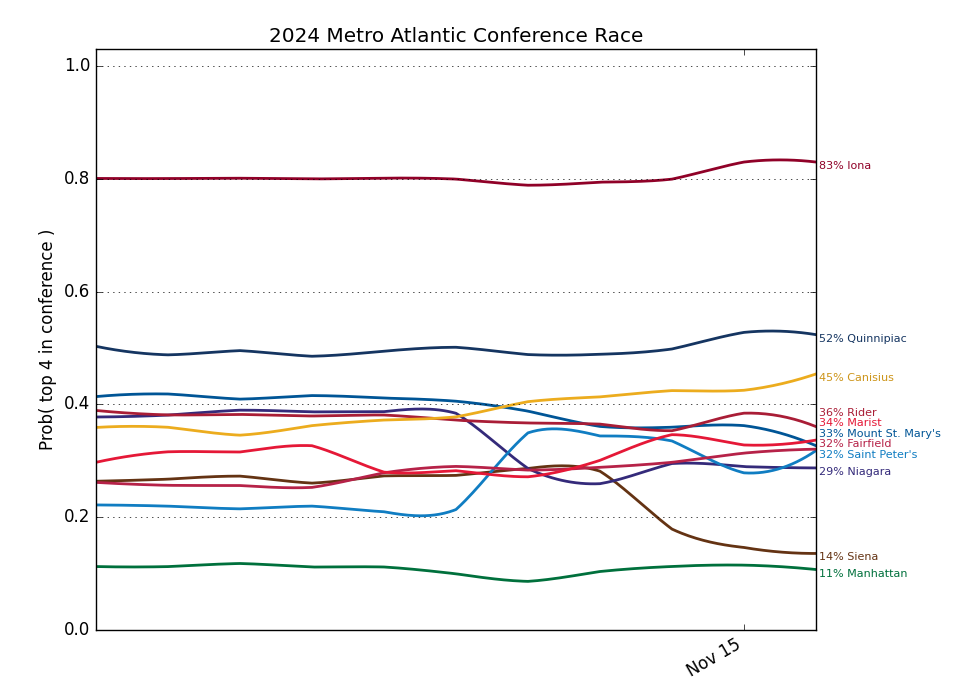 2024 Metro Atlantic Conference Race
Prob( top 4 in conference )
1.0
0.8
0.6
0.4
0.2
0.0
Nov 15
83% Iona
52% Quinnipiac
45% Canisius
36% Rider
34% Marist
33% Mount St. Mary's
32% Fairfield
32% Saint Peter's
29% Niagara
14% Siena
11% Manhattan